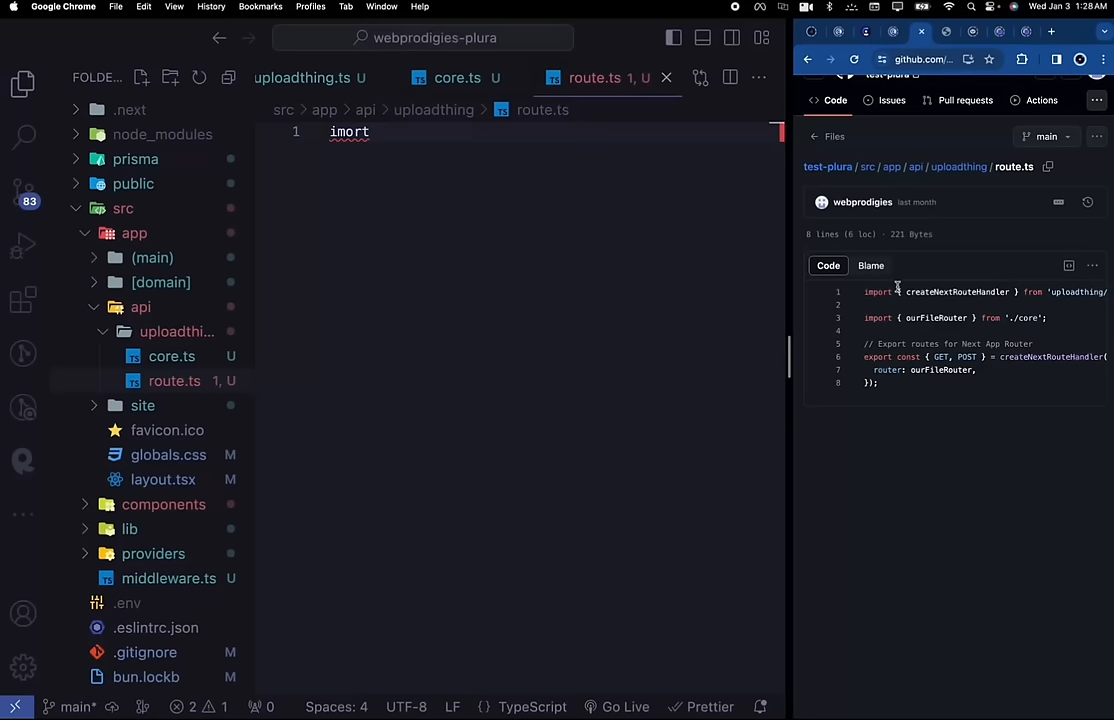 Google Chrome File Edit View History Bookmarks Profiles Tab Window Help
Wed Jan 3 1:28 AM
webprodigies-plura
FOLDE...
uploadthing.ts U
core.ts U
route.ts 1, U
src > app > api > uploadthing > route.ts
1 imort
.next
node_modules
prisma
public
src
app
(main)
[domain]
api
uploadthi...
core.ts U
route.ts 1, U
site
favicon.ico
globals.css M
layout.tsx M
components
lib
providers
middleware.ts U
.env
.eslintrc.json
.gitignore M
bun.lockb M
83
main*
2 1 0 Spaces: 4 UTF-8 LF {} TypeScript Go Live Prettier
github.com/...
test-plura
Code Issues Pull requests Actions
Files
main
test-plura / src / app / api / uploadthing / route.ts
webprodigies last month
8 lines (6 loc) · 221 Bytes
Code Blame
1 import { createNextRouteHandler } from 'uploadthing/
2
3 import { ourFileRouter } from './core';
4
5 // Export routes for Next App Router
6 export const { GET, POST } = createNextRouteHandler(
7 router: ourFileRouter,
8 });